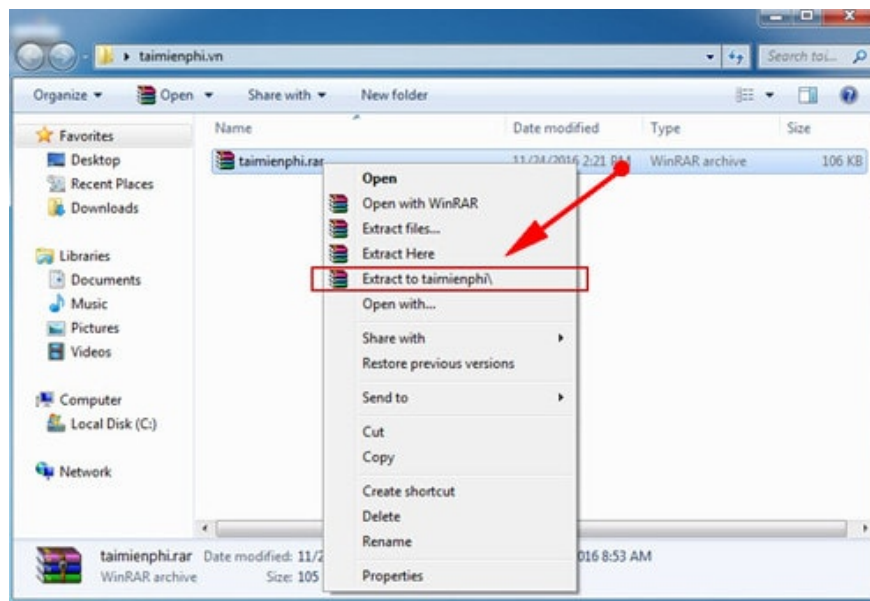 taimienphi.vn
Search tai...
Organize
Open
Share with
New folder
Name
Date modified
Type
Size
Favorites
Desktop
Recent Places
Downloads
Libraries
Documents
Music
Pictures
Videos
Computer
Local Disk (C:)
Network
taimienphi.rar
11/24/2016 2:21 PM
WinRAR archive
106 KB
Open
Open with WinRAR
Extract files...
Extract Here
Extract to taimienphi\
Open with...
Share with
Restore previous versions
Send to
Cut
Copy
Create shortcut
Delete
Rename
Properties
taimienphi.rar Date modified: 11/2
016 8:53 AM
WinRAR archive Size: 105